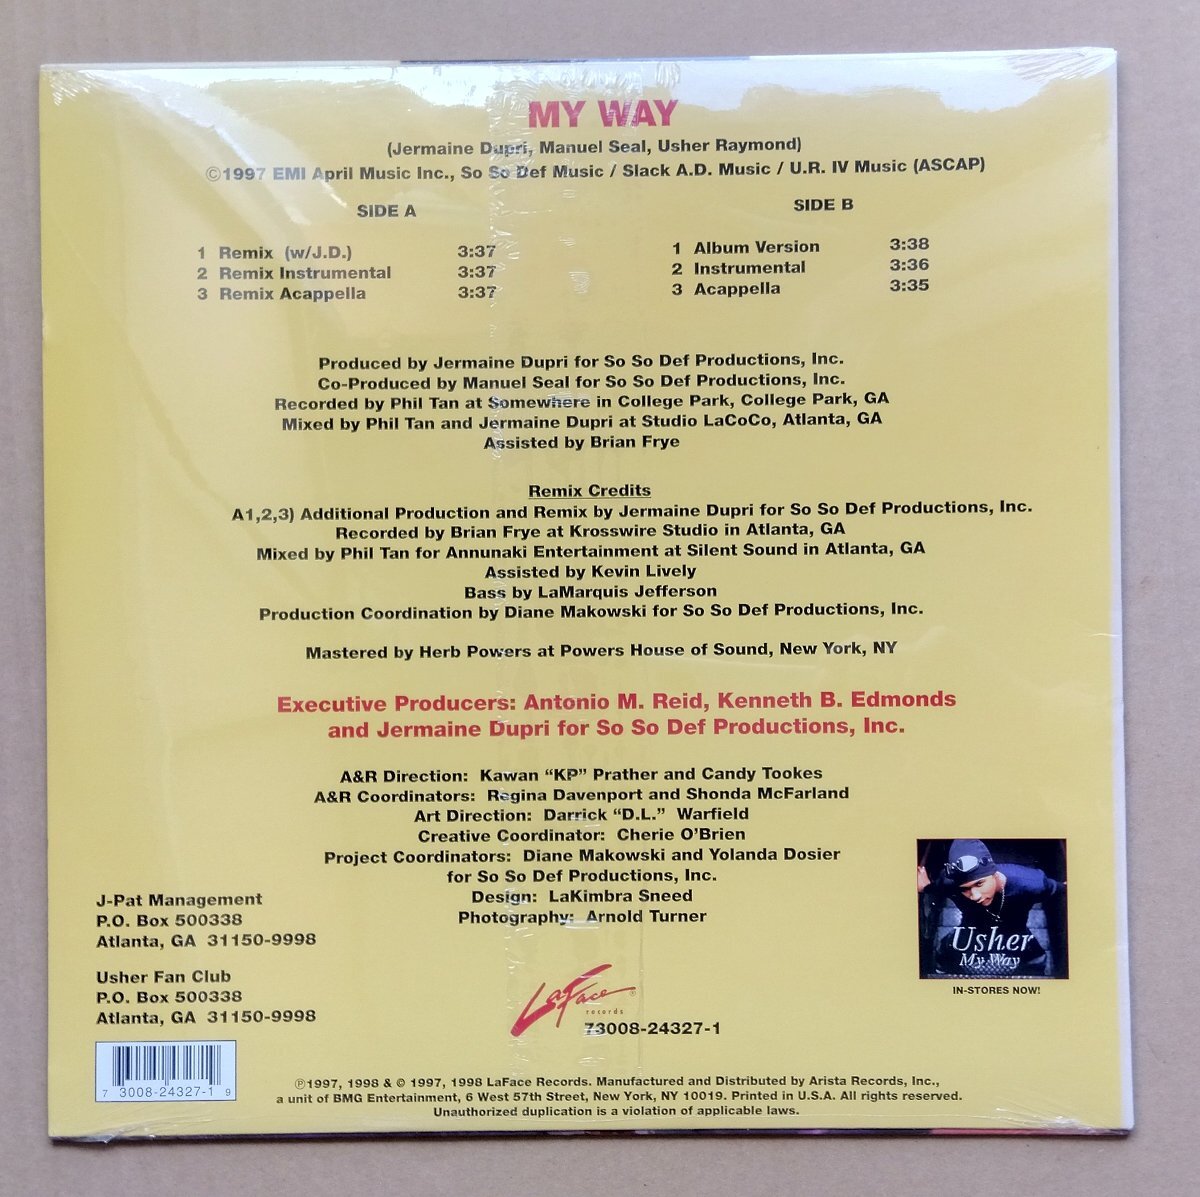 MY WAY
(Jermaine Dupri, Manuel Seal, Usher Raymond)
©1997 EMI April Music Inc., So So Def Music / Slack A.D. Music / U.R. IV Music (ASCAP)
SIDE A
1 Remix (w/J.D.) 3:37
2 Remix Instrumental 3:37
3 Remix Acappella 3:37
SIDE B
1 Album Version 3:38
2 Instrumental 3:36
3 Acappella 3:35
Produced by Jermaine Dupri for So So Def Productions, Inc.
Co-Produced by Manuel Seal for So So Def Productions, Inc.
Recorded by Phil Tan at Somewhere in College Park, College Park, GA
Mixed by Phil Tan and Jermaine Dupri at Studio LaCoCo, Atlanta, GA
Assisted by Brian Frye
Remix Credits
A1,2,3) Additional Production and Remix by Jermaine Dupri for So So Def Productions, Inc.
Recorded by Brian Frye at Krosswire Studio in Atlanta, GA
Mixed by Phil Tan for Annunaki Entertainment at Silent Sound in Atlanta, GA
Assisted by Kevin Lively
Bass by LaMarquis Jefferson
Production Coordination by Diane Makowski for So So Def Productions, Inc.
Mastered by Herb Powers at Powers House of Sound, New York, NY
Executive Producers: Antonio M. Reid, Kenneth B. Edmonds
and Jermaine Dupri for So So Def Productions, Inc.
A&R Direction: Kawan “KP” Prather and Candy Tookes
A&R Coordinators: Regina Davenport and Shonda McFarland
Art Direction: Darrick “D.L.” Warfield
Creative Coordinator: Cherie O’Brien
Project Coordinators: Diane Makowski and Yolanda Dosier
for So So Def Productions, Inc.
Design: LaKimbra Sneed
Photography: Arnold Turner
J-Pat Management
P.O. Box 500338
Atlanta, GA 31150-9998
Usher Fan Club
P.O. Box 500338
Atlanta, GA 31150-9998
Usher
My Way
IN-STORES NOW!
LaFace ®
records
73008-24327-1
7 3008-24327-1 9
℗1997, 1998 & © 1997, 1998 LaFace Records. Manufactured and Distributed by Arista Records, Inc.,
a unit of BMG Entertainment, 6 West 57th Street, New York, NY 10019. Printed in U.S.A. All rights reserved.
Unauthorized duplication is a violation of applicable laws.